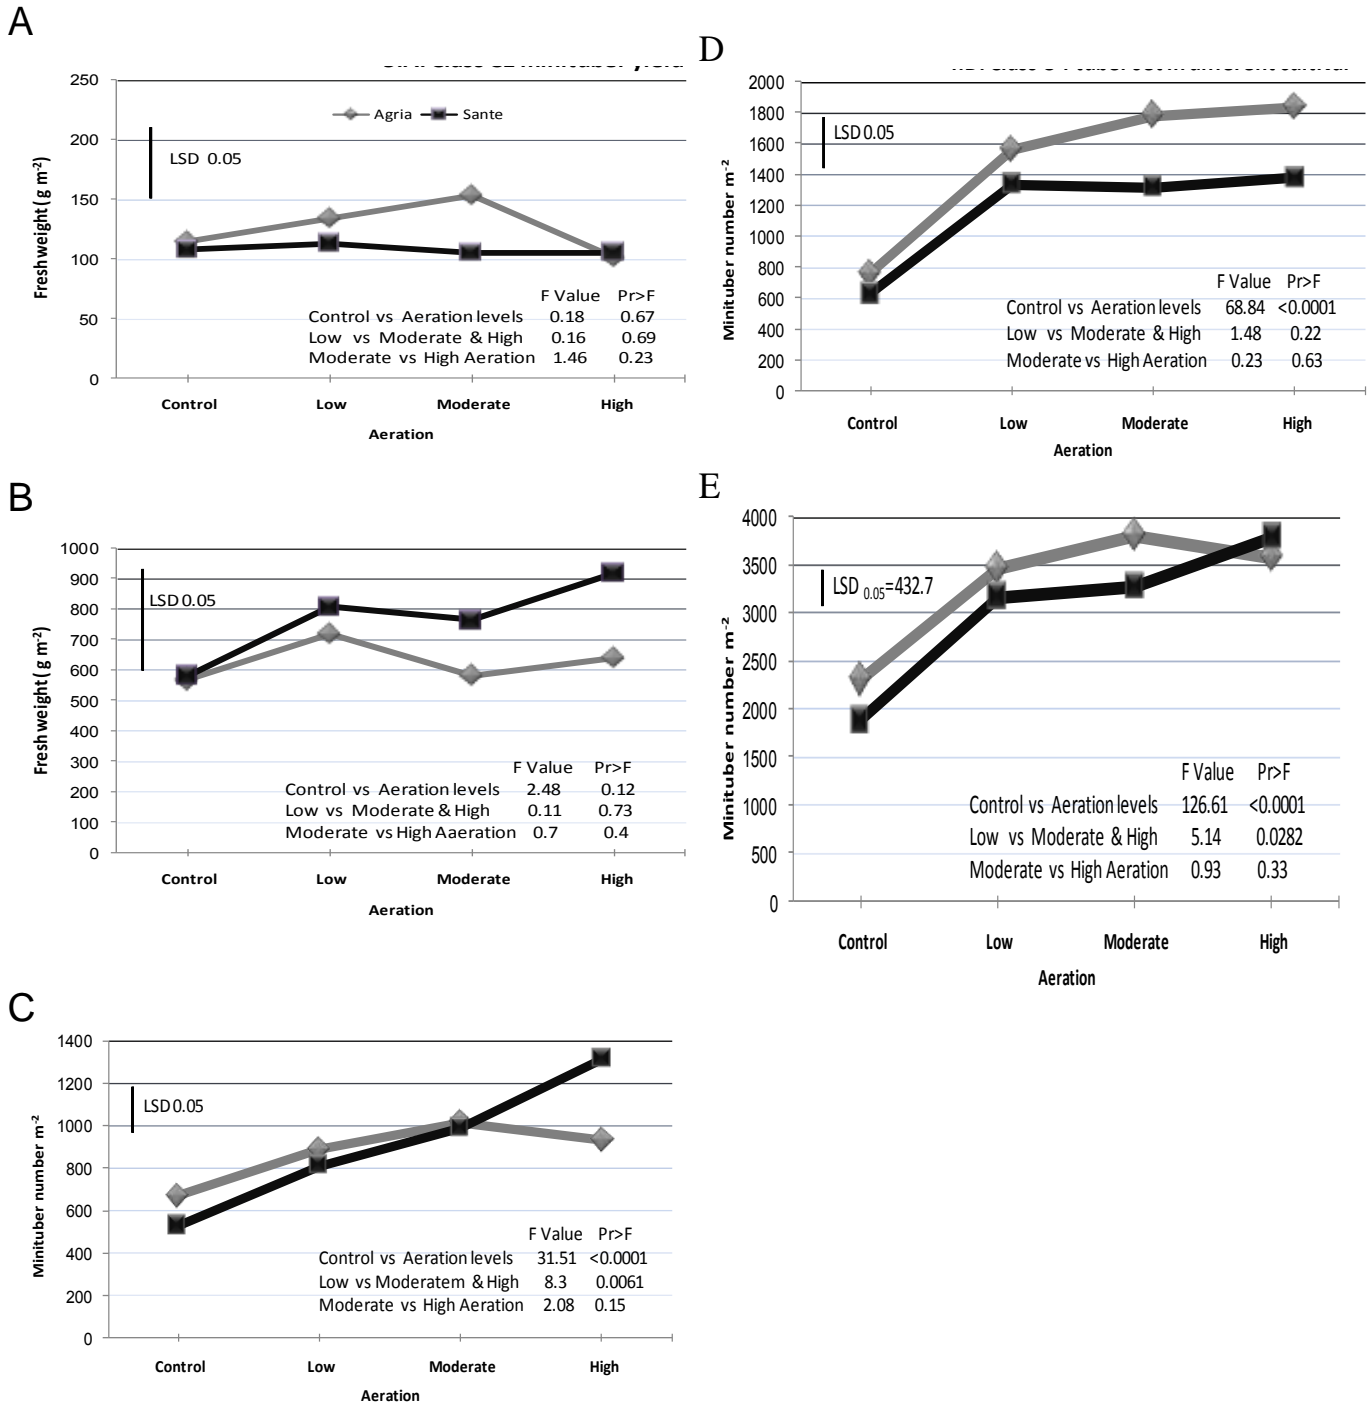 A
250
200
150
100
50
0
Agria Sante
LSD 0.05
Freshweight ( g m-2)
F Value Pr>F
Control vs Aeration levels 0.18 0.67
Low vs Moderate & High 0.16 0.69
Moderate vs High Aeration 1.46 0.23
Control Low Moderate High
Aeration
B
1000
900
800
700
600
500
400
300
200
100
0
LSD 0.05
Freshweight ( g m-2)
F Value Pr>F
Control vs Aeration levels 2.48 0.12
Low vs Moderate & High 0.11 0.73
Moderate vs High Aaeration 0.7 0.4
Control Low Moderate High
Aeration
C
1400
1200
1000
800
600
400
200
0
LSD 0.05
Minituber number m-2
F Value Pr>F
Control vs Aeration levels 31.51 <0.0001
Low vs Moderatem & High 8.3 0.0061
Moderate vs High Aeration 2.08 0.15
Control Low Moderate High
Aeration
D
2000
1800
1600
1400
1200
1000
800
600
400
200
0
LSD 0.05
Minituber number m-2
F Value Pr>F
Control vs Aeration levels 68.84 <0.0001
Low vs Moderate & High 1.48 0.22
Moderate vs High Aeration 0.23 0.63
Control Low Moderate High
Aeration
E
4000
3500
3000
2500
2000
1500
1000
500
0
LSD 0.05=432.7
Minituber number m-2
F Value Pr>F
Control vs Aeration levels 126.61 <0.0001
Low vs Moderate & High 5.14 0.0282
Moderate vs High Aeration 0.93 0.33
Control Low Moderate High
Aeration